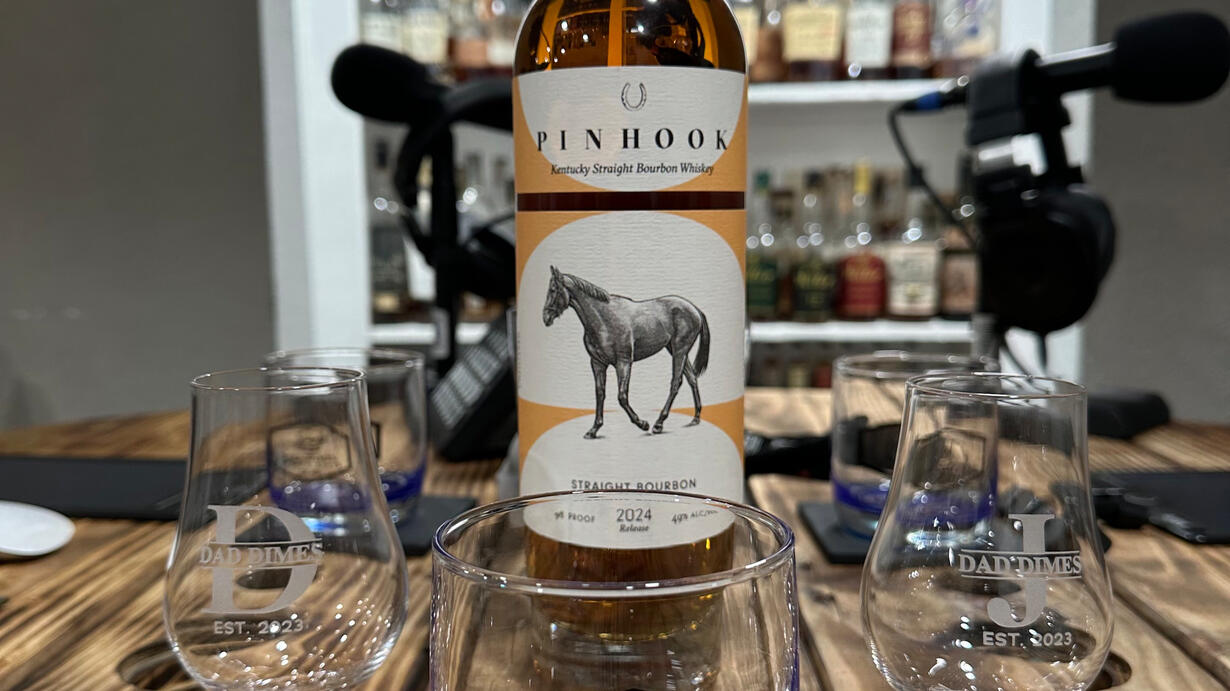 PINHOOK
Kentucky Straight Bourbon Whiskey
STRAIGHT BOURBON
98 PROOF
2024
Release
49% ALC/VOL
D
DAD DIMES
EST. 2023
J
DAD DIMES
EST. 2023